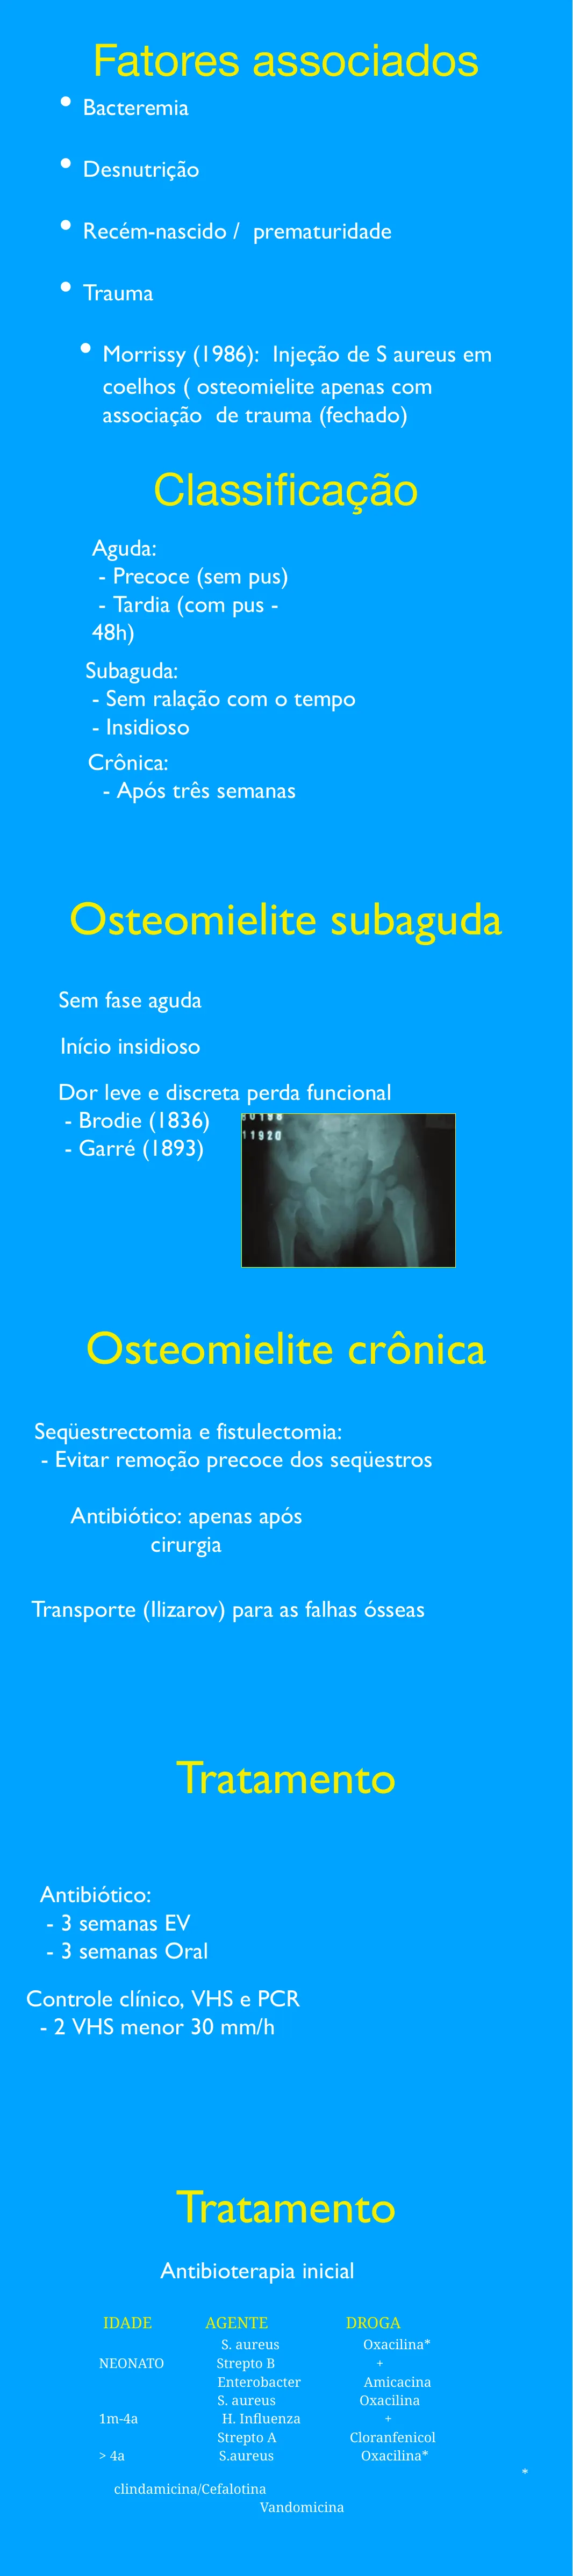 Fatores associados
• Bacteremia
• Desnutrição
• Recém-nascido / prematuridade
• Trauma
• Morrissy (1986): Injeção de S aureus em
coelhos ( osteomielite apenas com
associação de trauma (fechado)
Classificação
Aguda:
- Precoce (sem pus)
- Tardia (com pus -
48h)
Subaguda:
- Sem ralação com o tempo
- Insidioso
Crônica:
- Após três semanas
Osteomielite subaguda
Sem fase aguda
Início insidioso
Dor leve e discreta perda funcional
- Brodie (1836)
- Garré (1893)
11920
Osteomielite crônica
Seqüestrectomia e fistulectomia:
- Evitar remoção precoce dos seqüestros
Antibiótico: apenas após
cirurgia
Transporte (Ilizarov) para as falhas ósseas
Tratamento
Antibiótico:
- 3 semanas EV
- 3 semanas Oral
Controle clínico, VHS e PCR
- 2 VHS menor 30 mm/h
Tratamento
Antibioterapia inicial
IDADE AGENTE DROGA
S. aureus Oxacilina*
NEONATO Strepto B +
Enterobacter Amicacina
S. aureus Oxacilina
1m-4a H. Influenza +
Strepto A Cloranfenicol
> 4a S.aureus Oxacilina*
*
clindamicina/Cefalotina
Vandomicina